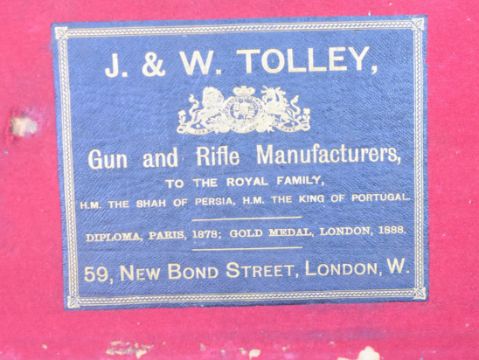 J. & W. TOLLEY,
Gun and Rifle Manufacturers,
TO THE ROYAL FAMILY,
H.M. THE SHAH OF PERSIA, H.M. THE KING OF PORTUGAL.
DIPLOMA, PARIS, 1878; GOLD MEDAL, LONDON, 1888.
59, NEW BOND STREET, LONDON, W.